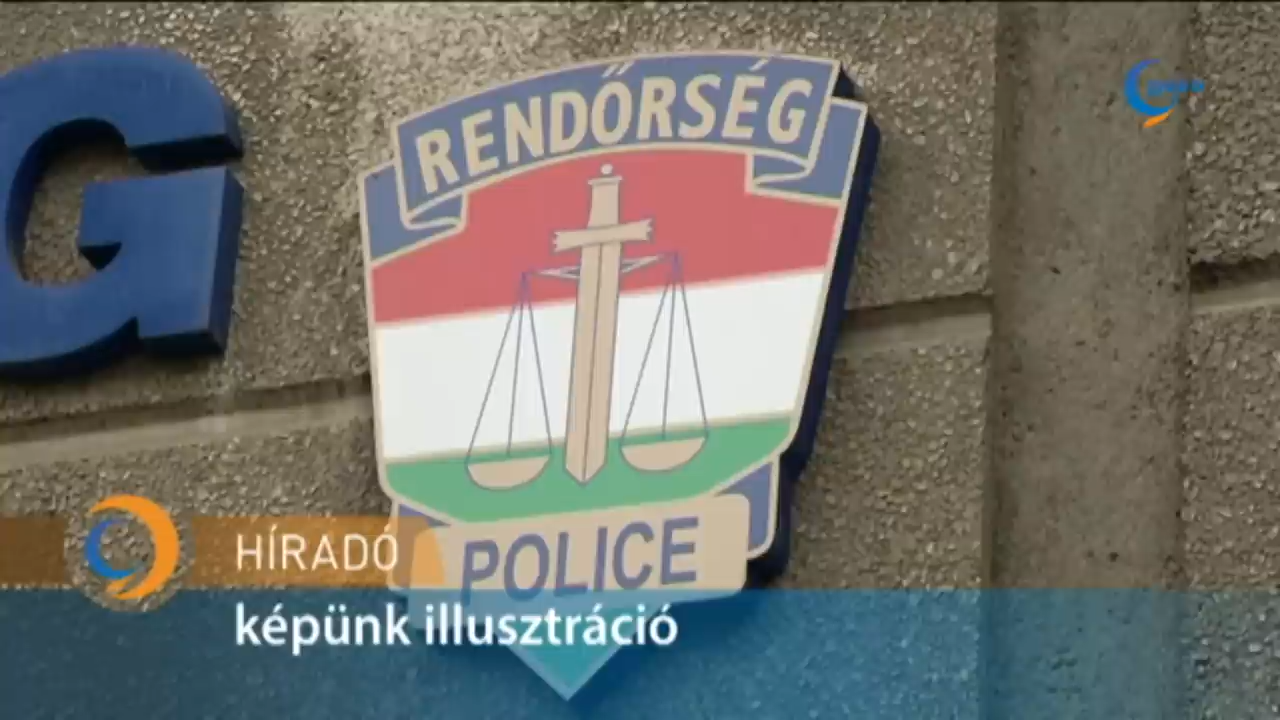 G
RENDŐRSÉG
POLICE
HÍRADÓ
képünk illusztráció